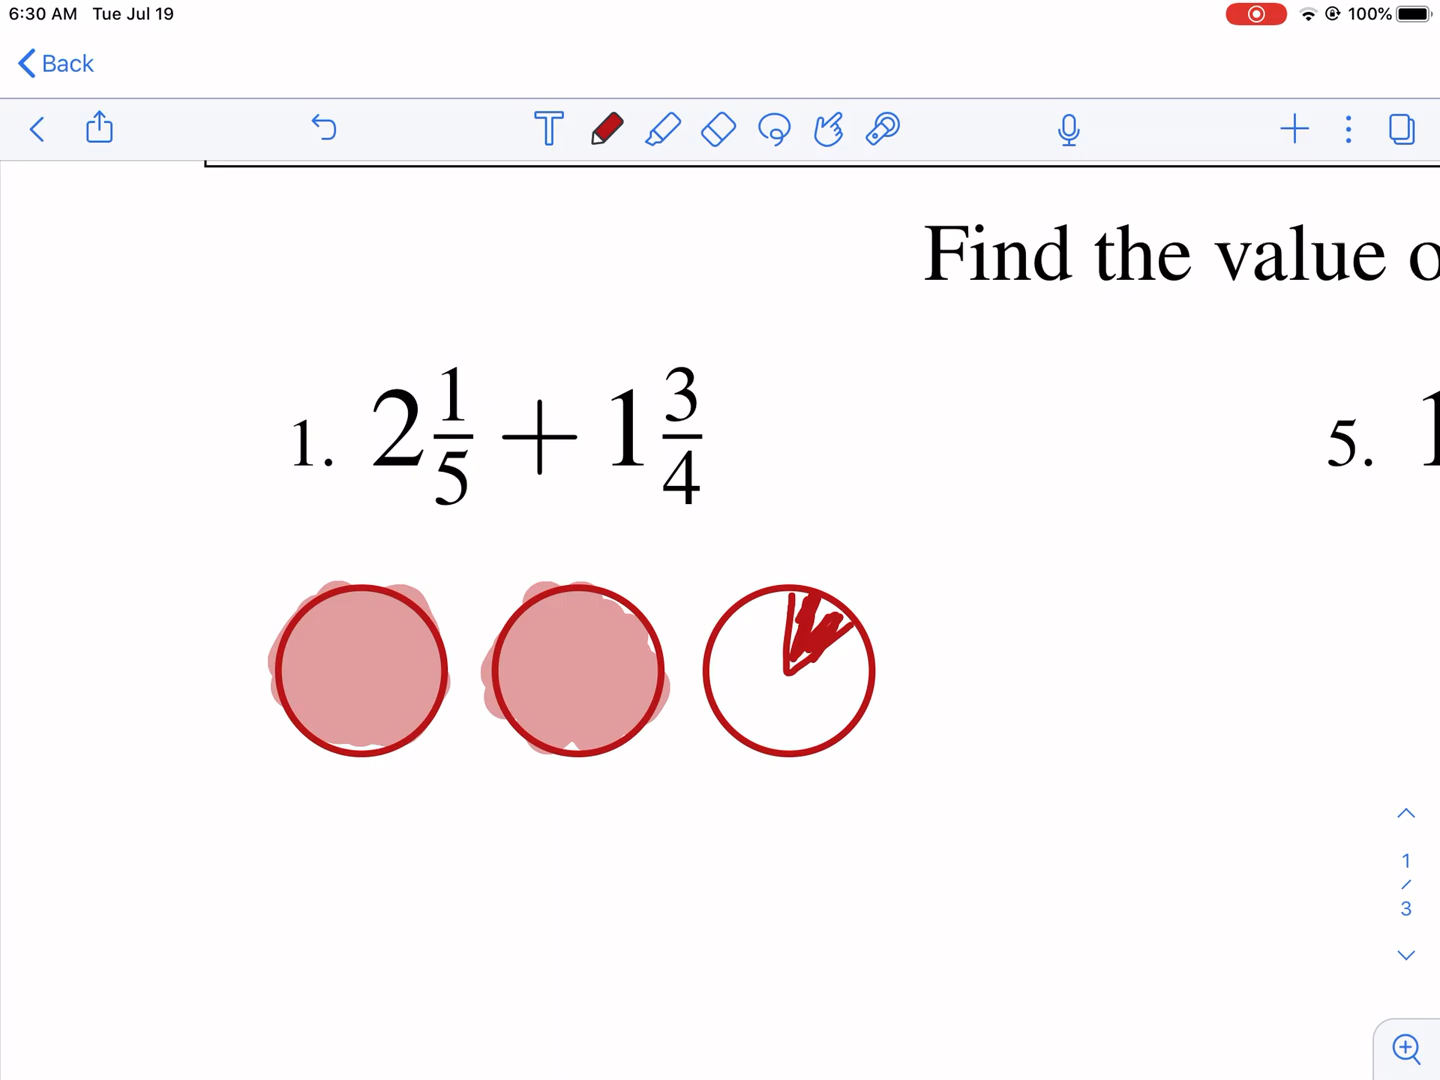 6:30 AM Tue Jul 19 100%
Back
Find the value o
1. 2 1/5 + 1 3/4
5. 1
1
/
3